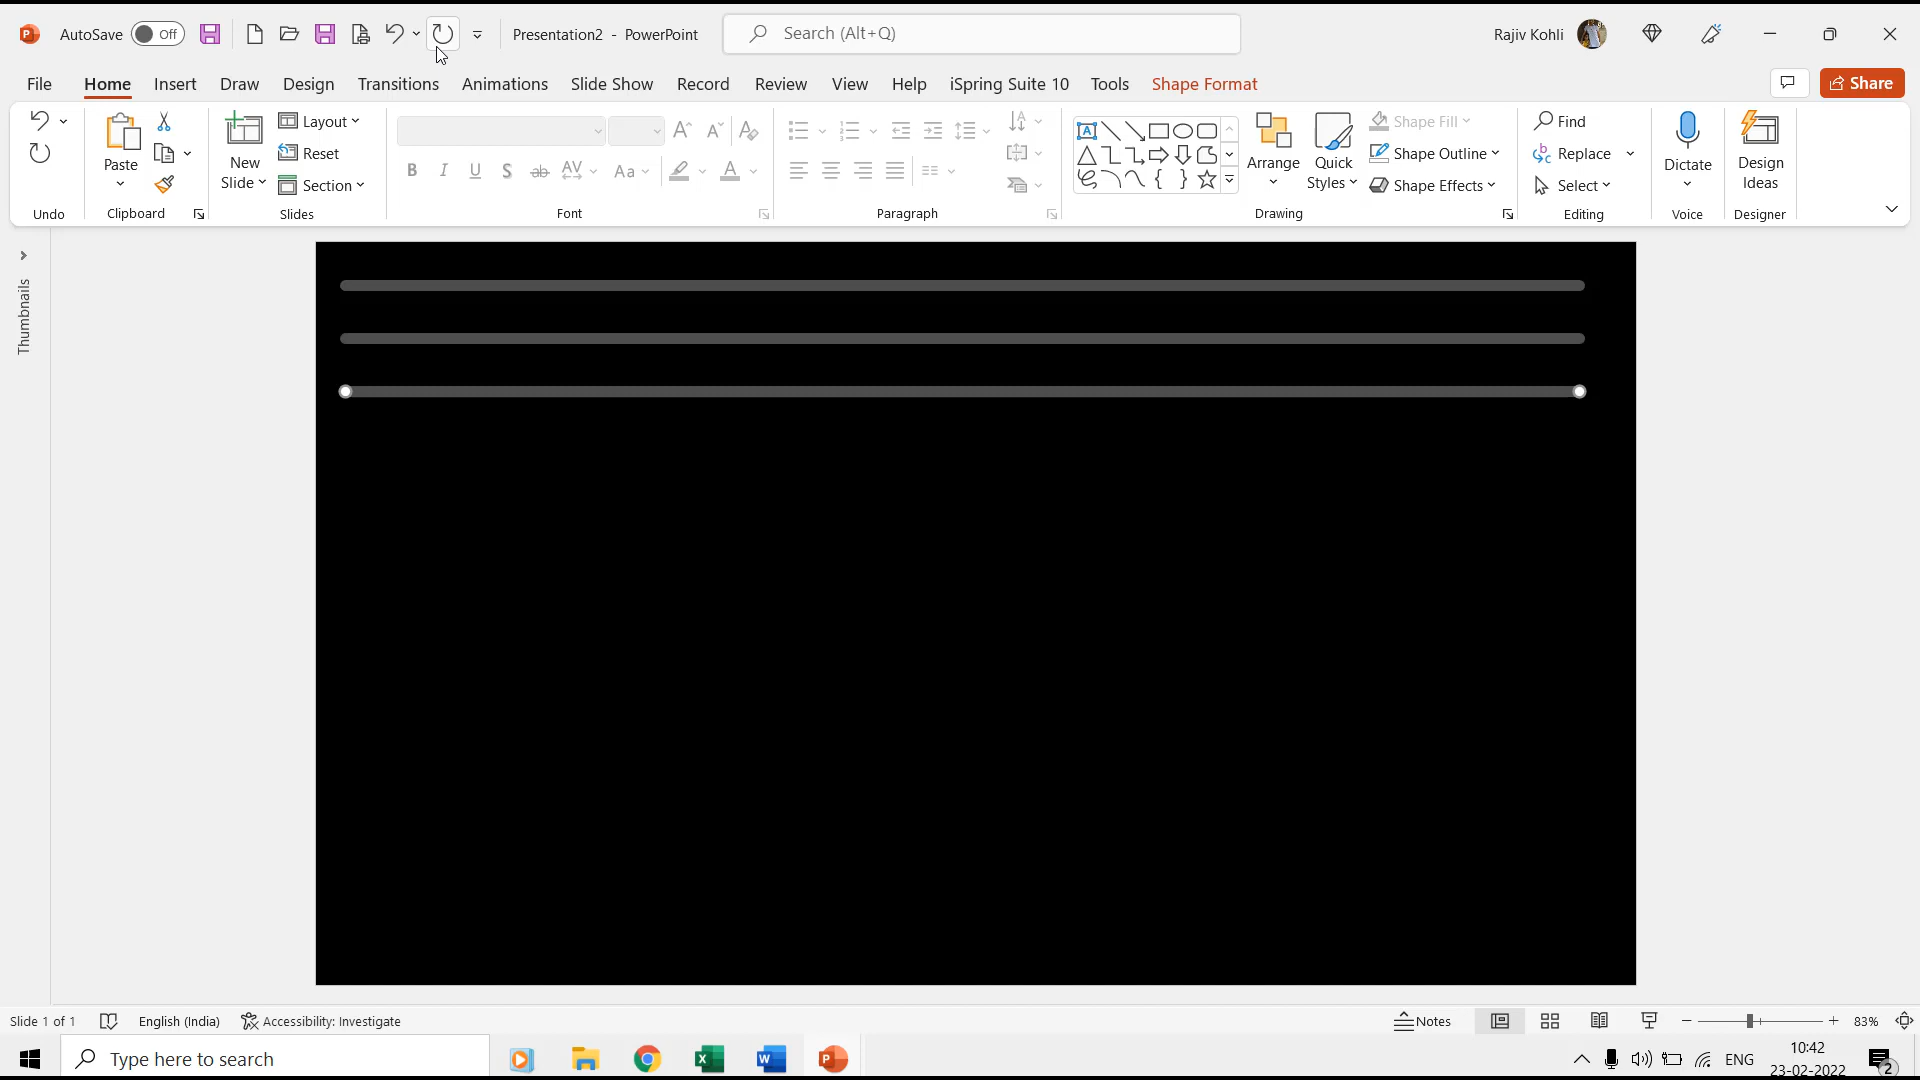 AutoSave Off Presentation2 - PowerPoint Search (Alt+Q) Rajiv Kohli
File Home Insert Draw Design Transitions Animations Slide Show Record Review View Help iSpring Suite 10 Tools Shape Format Share
Paste
New Slide
Layout
Reset
Section
B I U S ab AV Aa A
A A A
Arrange
Quick Styles
Shape Fill
Shape Outline
Shape Effects
Find
Replace
Select
Dictate
Design Ideas
Undo Clipboard Slides Font Paragraph Drawing Editing Voice Designer
Thumbnails
Slide 1 of 1 English (India) Accessibility: Investigate Notes 83%
Type here to search ENG 10:42
23-02-2022 2